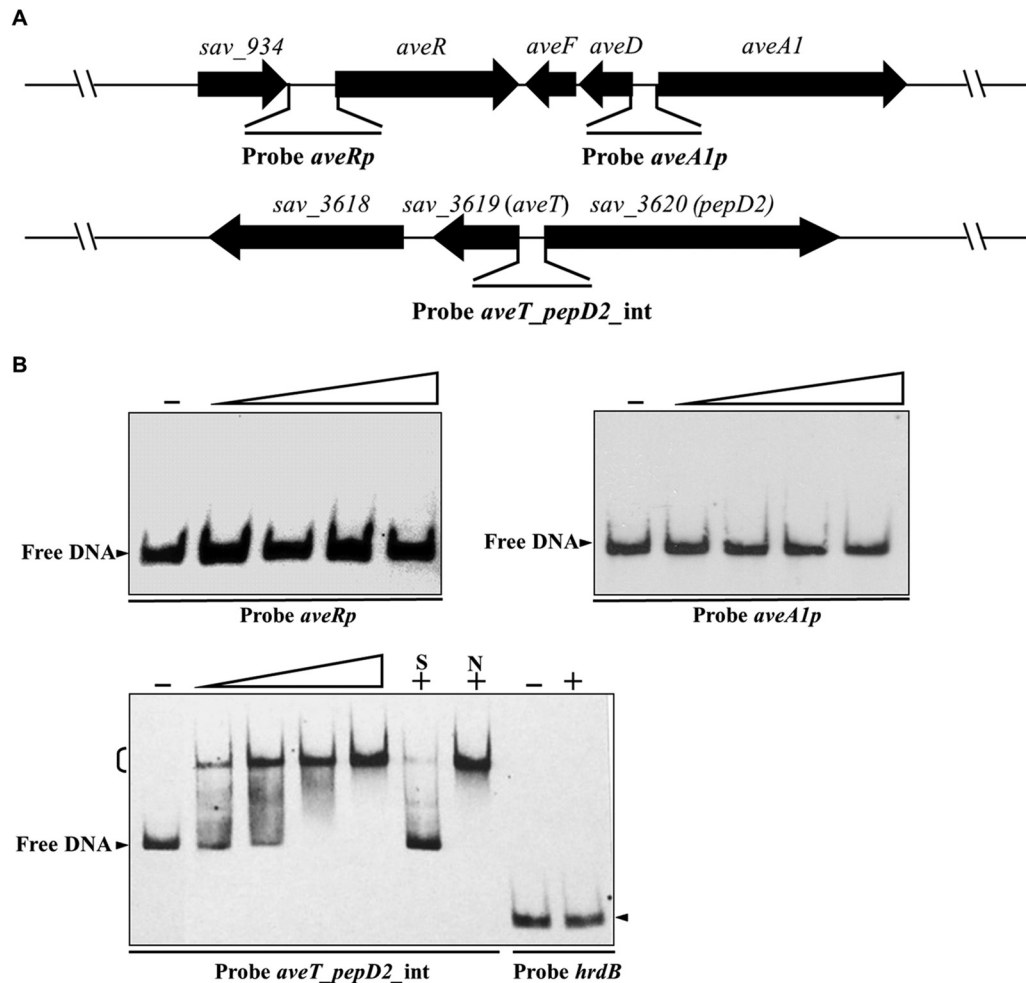 A
sav_934 aveR aveF aveD aveA1
Probe aveRp Probe aveA1p
sav_3618 sav_3619 (aveT) sav_3620 (pepD2)
Probe aveT_pepD2_int
B
–
Free DNA
Probe aveRp
–
Free DNA
Probe aveA1p
S N
– + + – +
Free DNA
Probe aveT_pepD2_int Probe hrdB